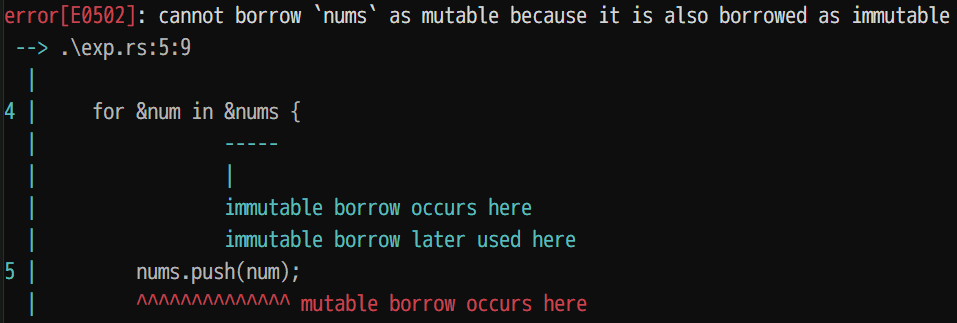 error[E0502]: cannot borrow `nums` as mutable because it is also borrowed as immutable
 --> .\exp.rs:5:9
  |
4 |     for &num in &nums {
  |                 -----
  |                 |
  |                 immutable borrow occurs here
  |                 immutable borrow later used here
5 |         nums.push(num);
  |         ^^^^^^^^^^^^^^ mutable borrow occurs here